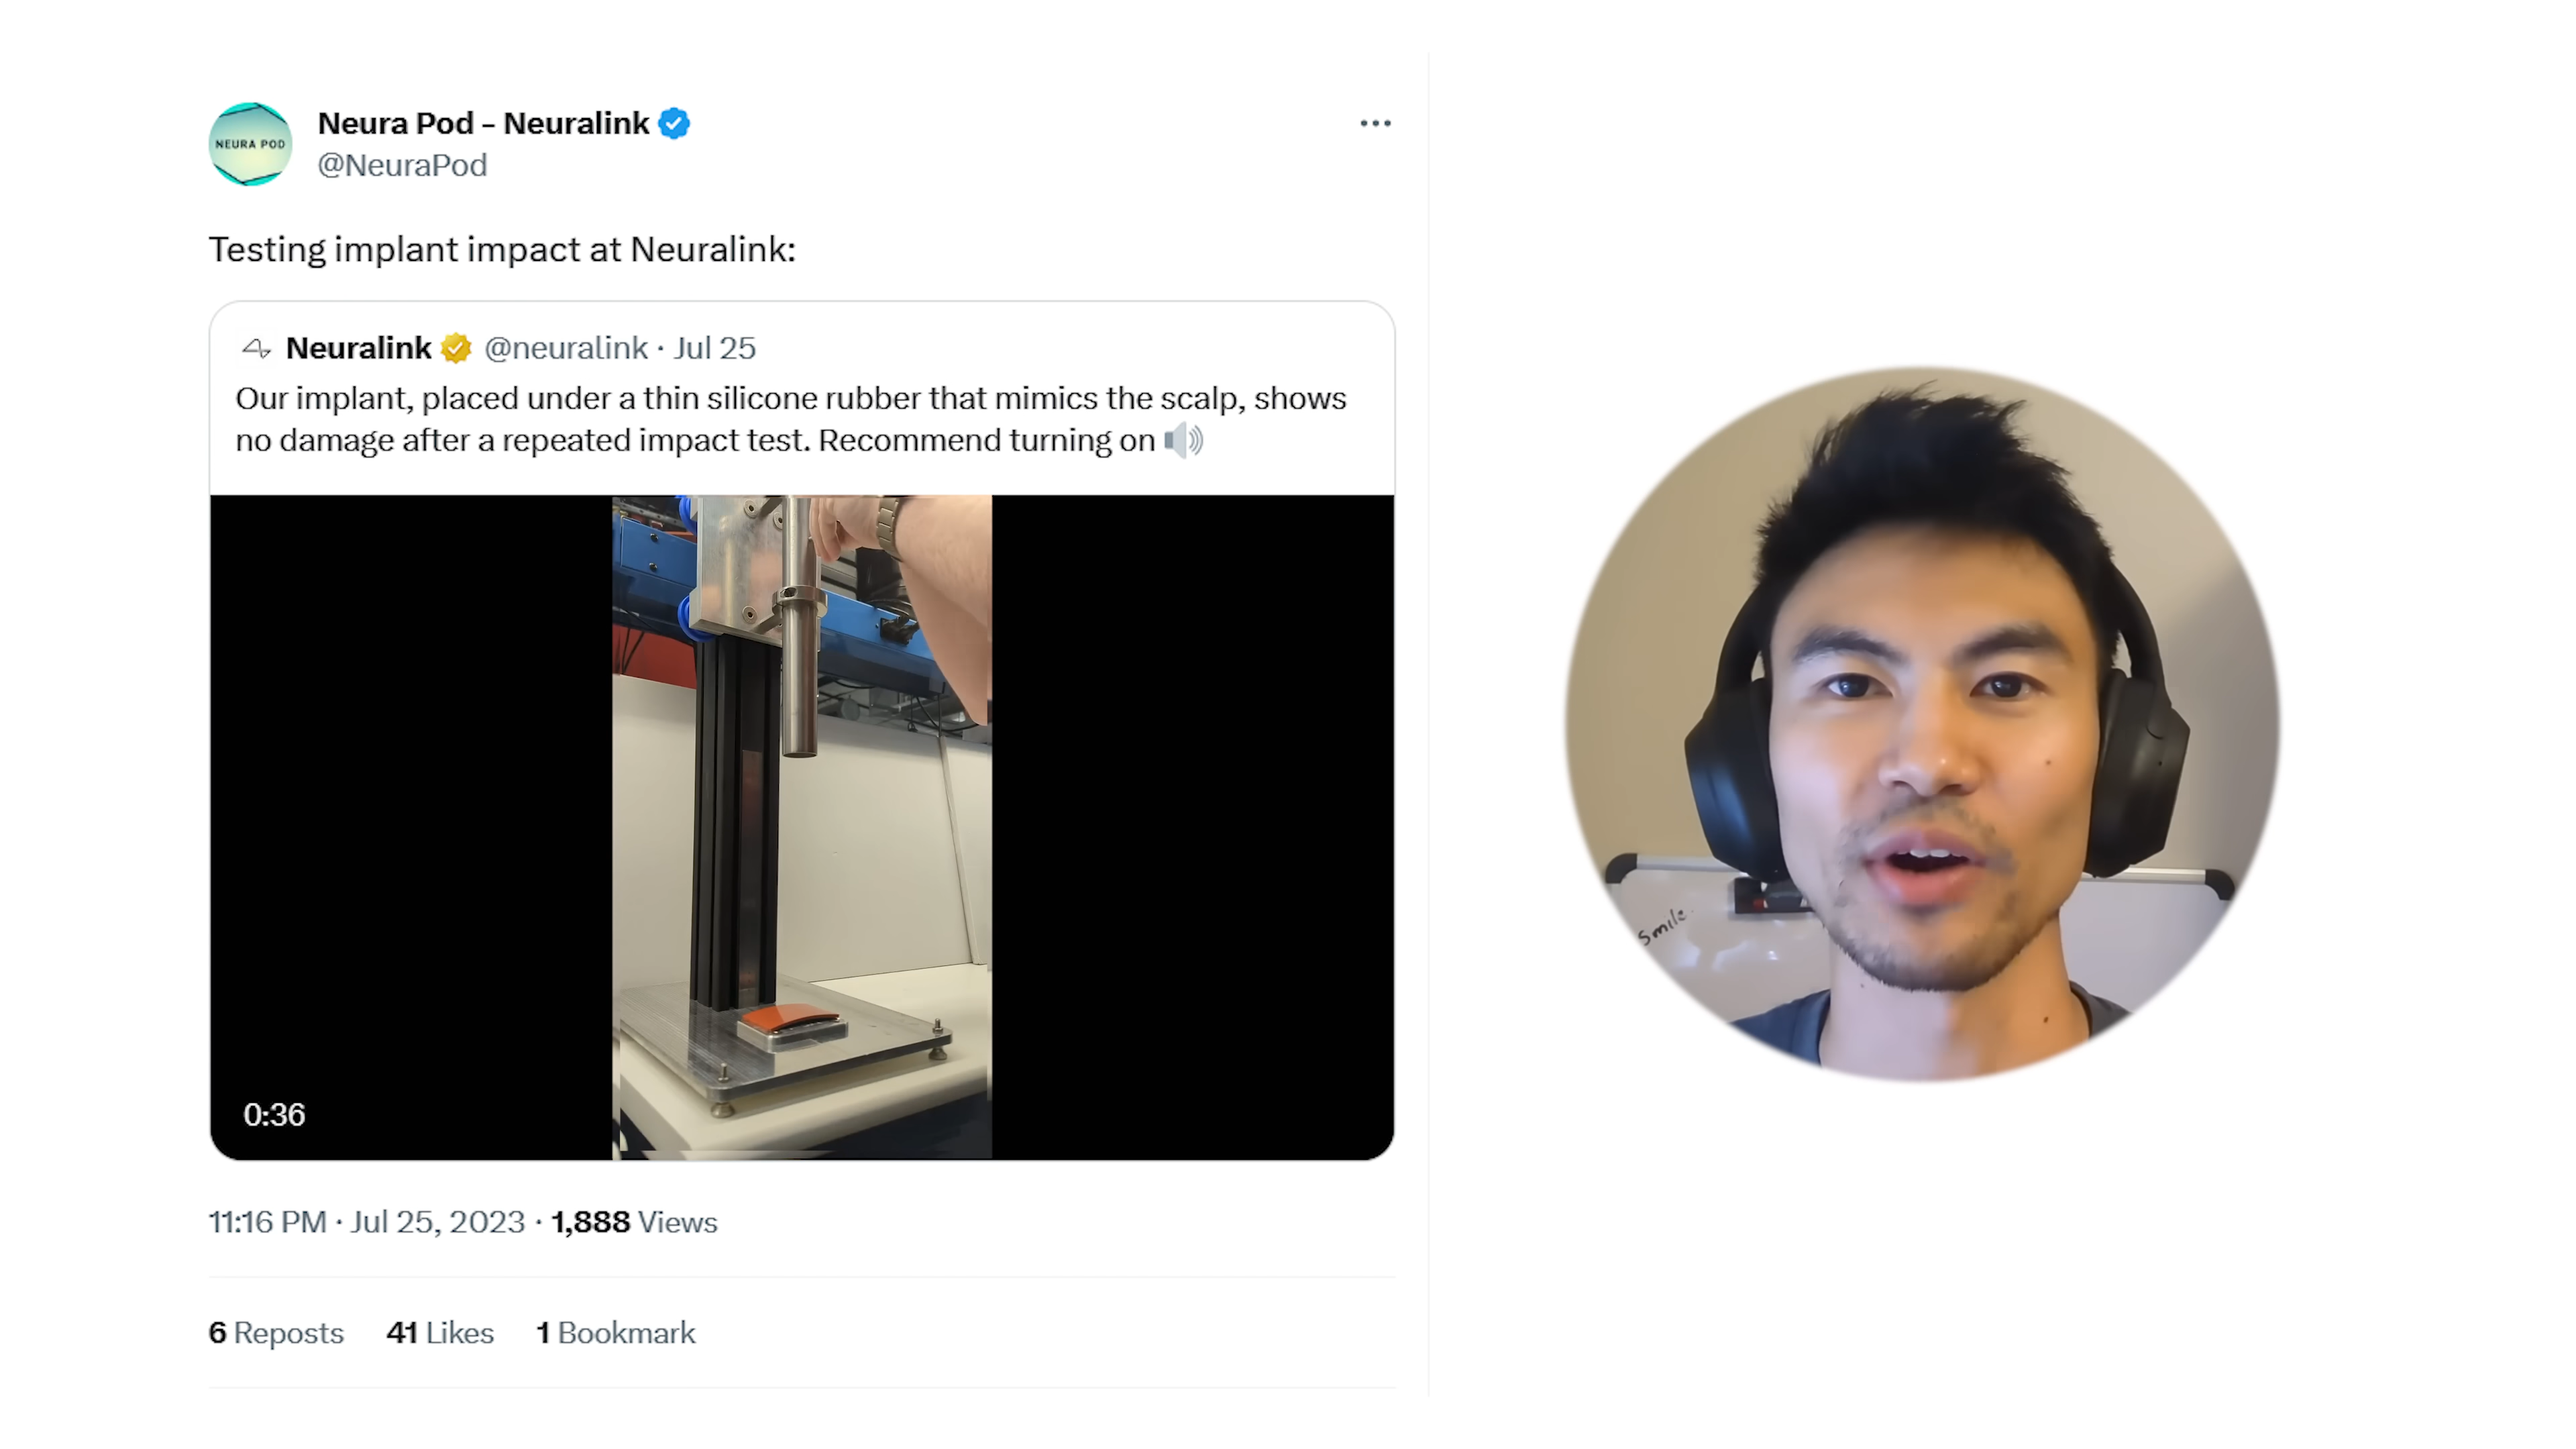 NEURA POD
Neura Pod - Neuralink
@NeuraPod
Testing implant impact at Neuralink:
Neuralink @neuralink · Jul 25
Our implant, placed under a thin silicone rubber that mimics the scalp, shows
no damage after a repeated impact test. Recommend turning on 🔊
0:36
11:16 PM · Jul 25, 2023 · 1,888 Views
6 Reposts 41 Likes 1 Bookmark
Smile.